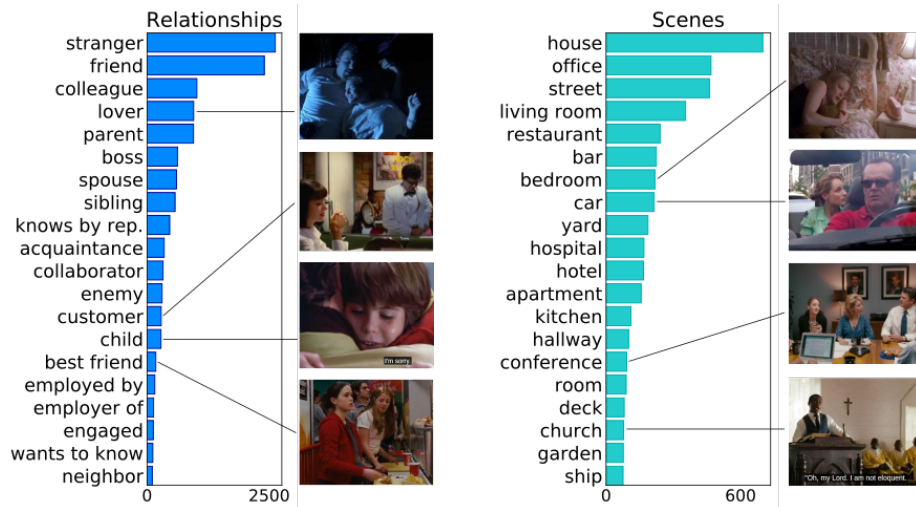 Relationships
stranger
friend
colleague
lover
parent
boss
spouse
sibling
knows by rep.
acquaintance
collaborator
enemy
customer
child
best friend
employed by
employer of
engaged
wants to know
neighbor
0 2500
I'm sorry.
Scenes
house
office
street
living room
restaurant
bar
bedroom
car
yard
hospital
hotel
apartment
kitchen
hallway
conference
room
deck
church
garden
ship
0 600
"Oh, my Lord. I am not eloquent...